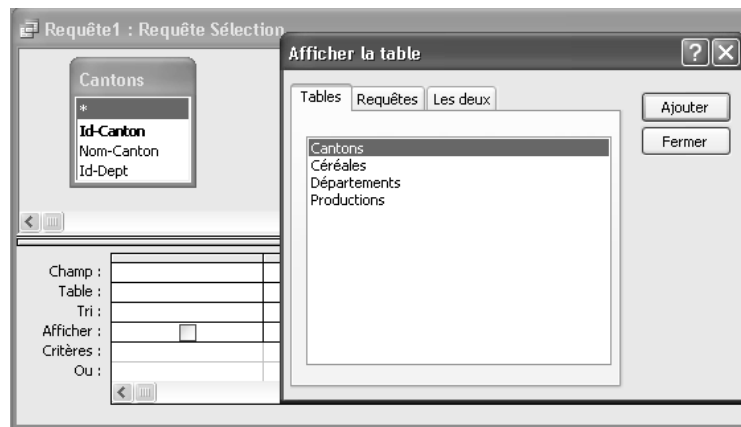 Requête1 : Requête Sélection
Cantons
*
Id-Canton
Nom-Canton
Id-Dept
Champ :
Table :
Tri :
Afficher :
Critères :
Ou :
Afficher la table
Tables Requêtes Les deux
Cantons
Céréales
Départements
Productions
Ajouter
Fermer